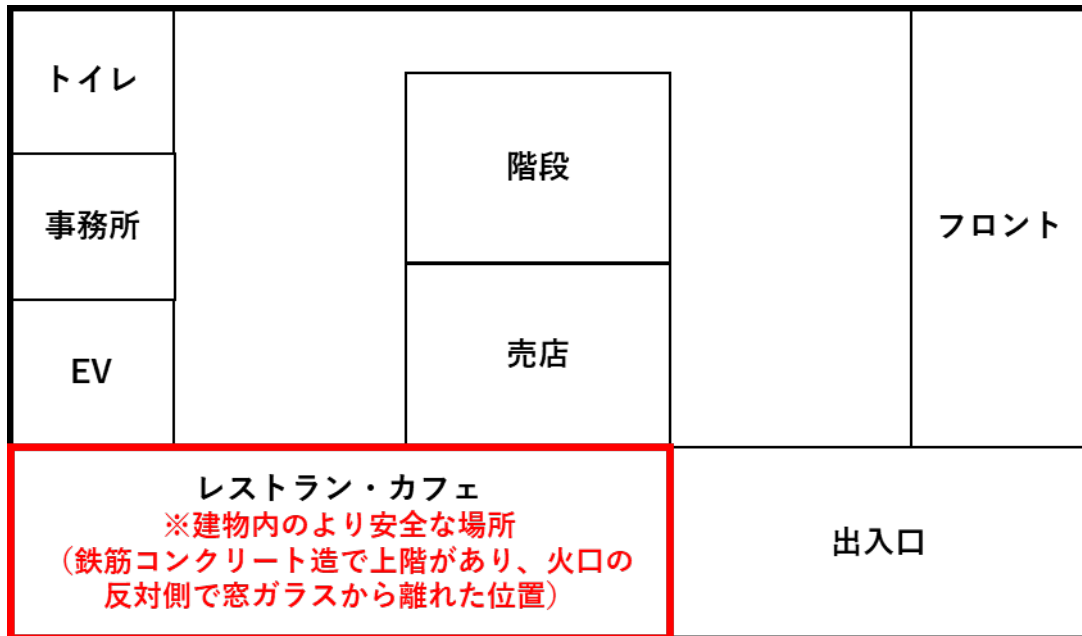 トイレ
階段
フロント
事務所
売店
EV
レストラン・カフェ
※建物内のより安全な場所
（鉄筋コンクリート造で上階があり、火口の
反対側で窓ガラスから離れた位置）
出入口